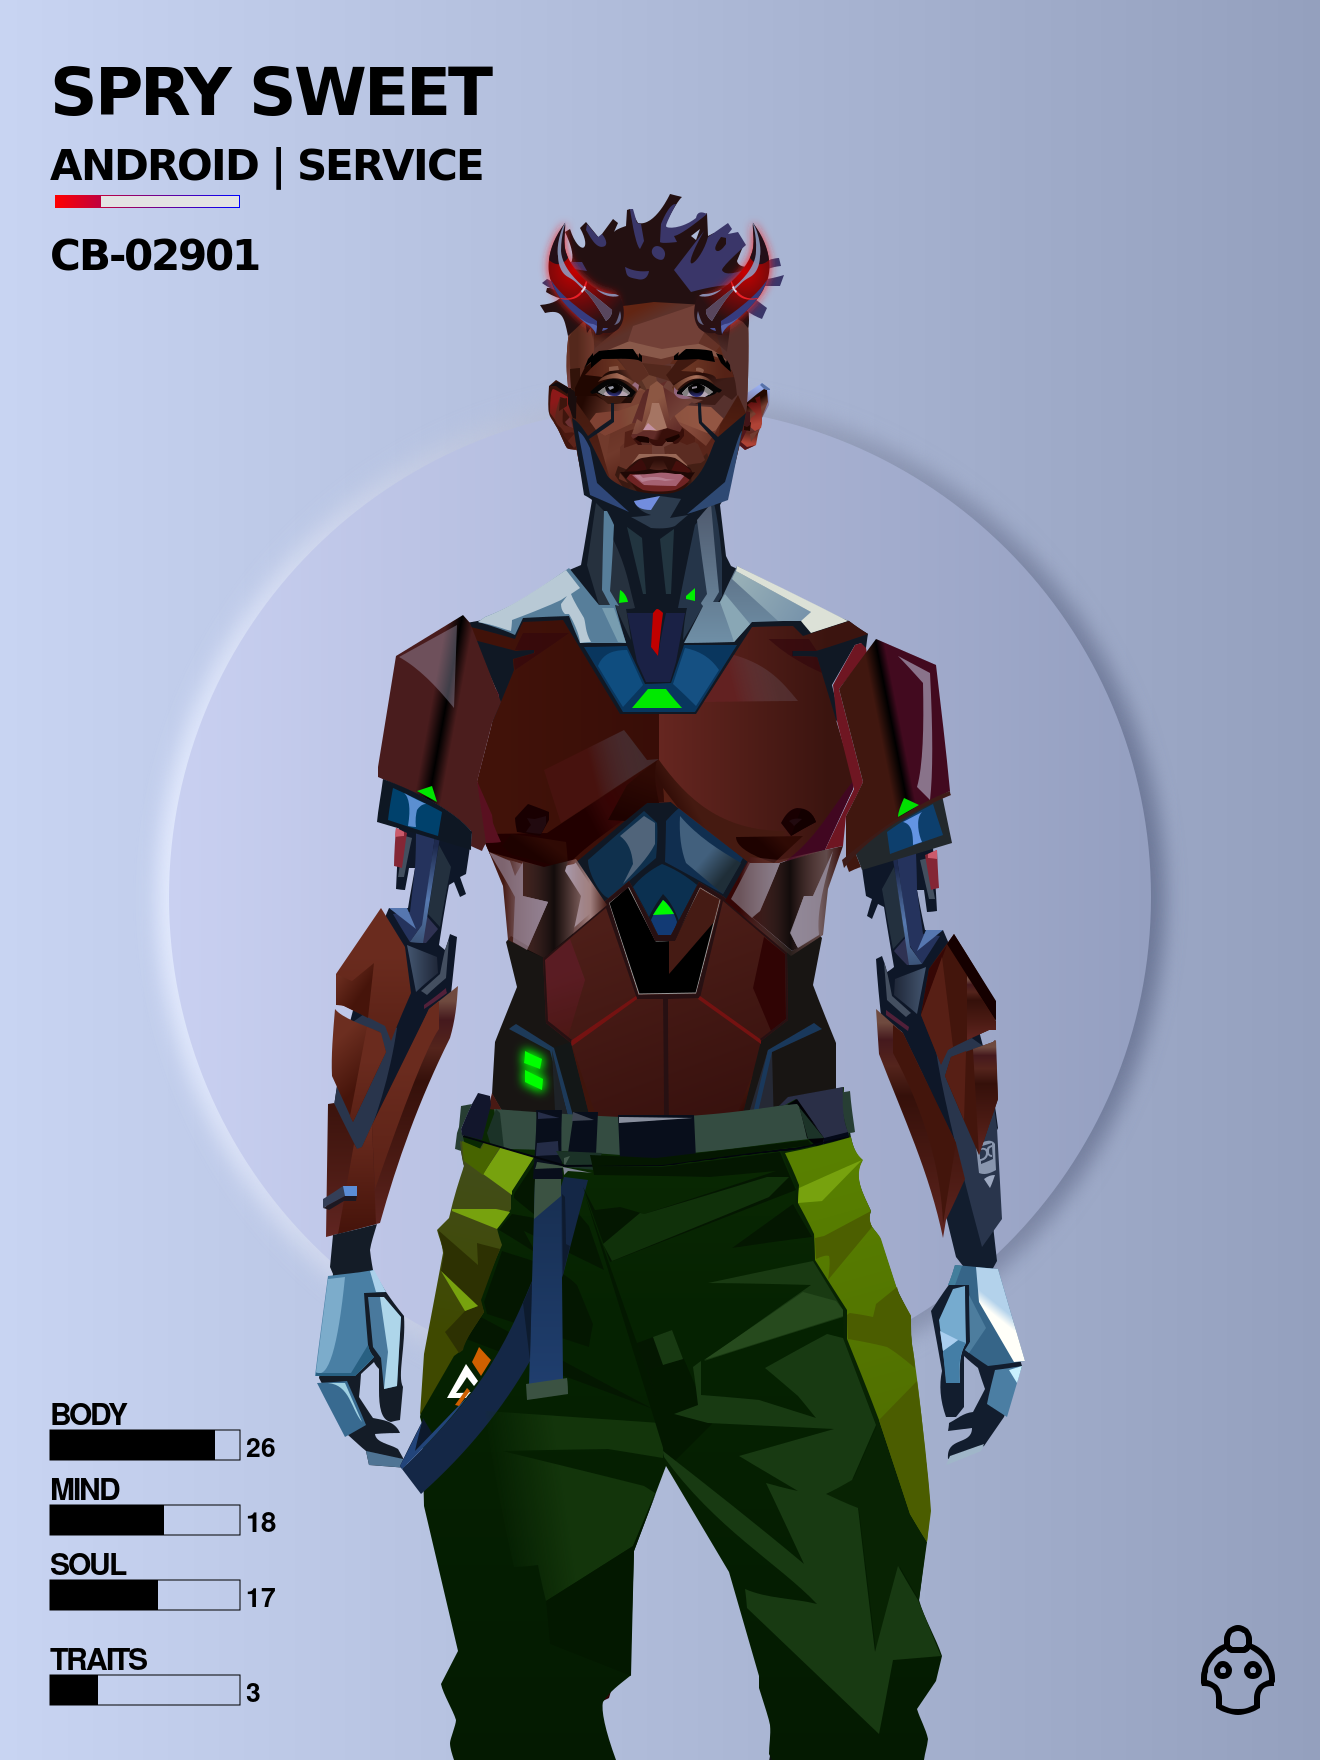 SPRY SWEET
ANDROID | SERVICE
CB-02901
BODY
26
MIND
18
SOUL
17
TRAITS
3